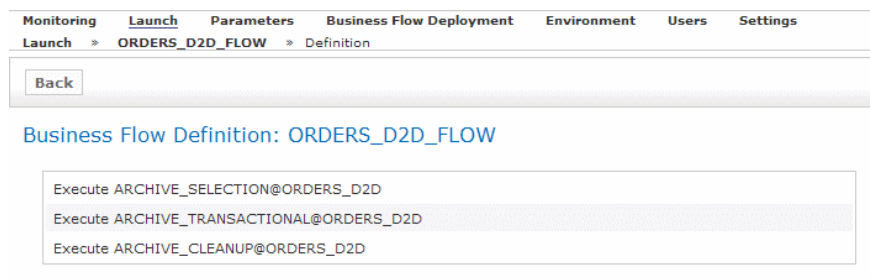 Monitoring Launch Parameters Business Flow Deployment Environment Users Settings
Launch » ORDERS_D2D_FLOW » Definition
Back
Business Flow Definition: ORDERS_D2D_FLOW
Execute ARCHIVE_SELECTION@ORDERS_D2D
Execute ARCHIVE_TRANSACTIONAL@ORDERS_D2D
Execute ARCHIVE_CLEANUP@ORDERS_D2D